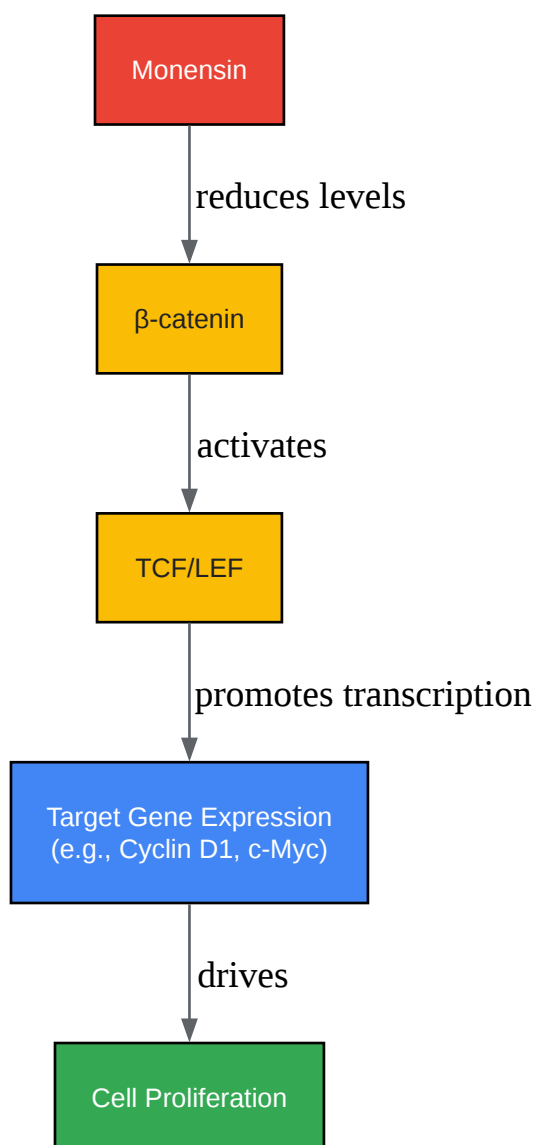 Monensin
reduces levels
β-catenin
activates
TCF/LEF
promotes transcription
Target Gene Expression
(e.g., Cyclin D1, c-Myc)
drives
Cell Proliferation